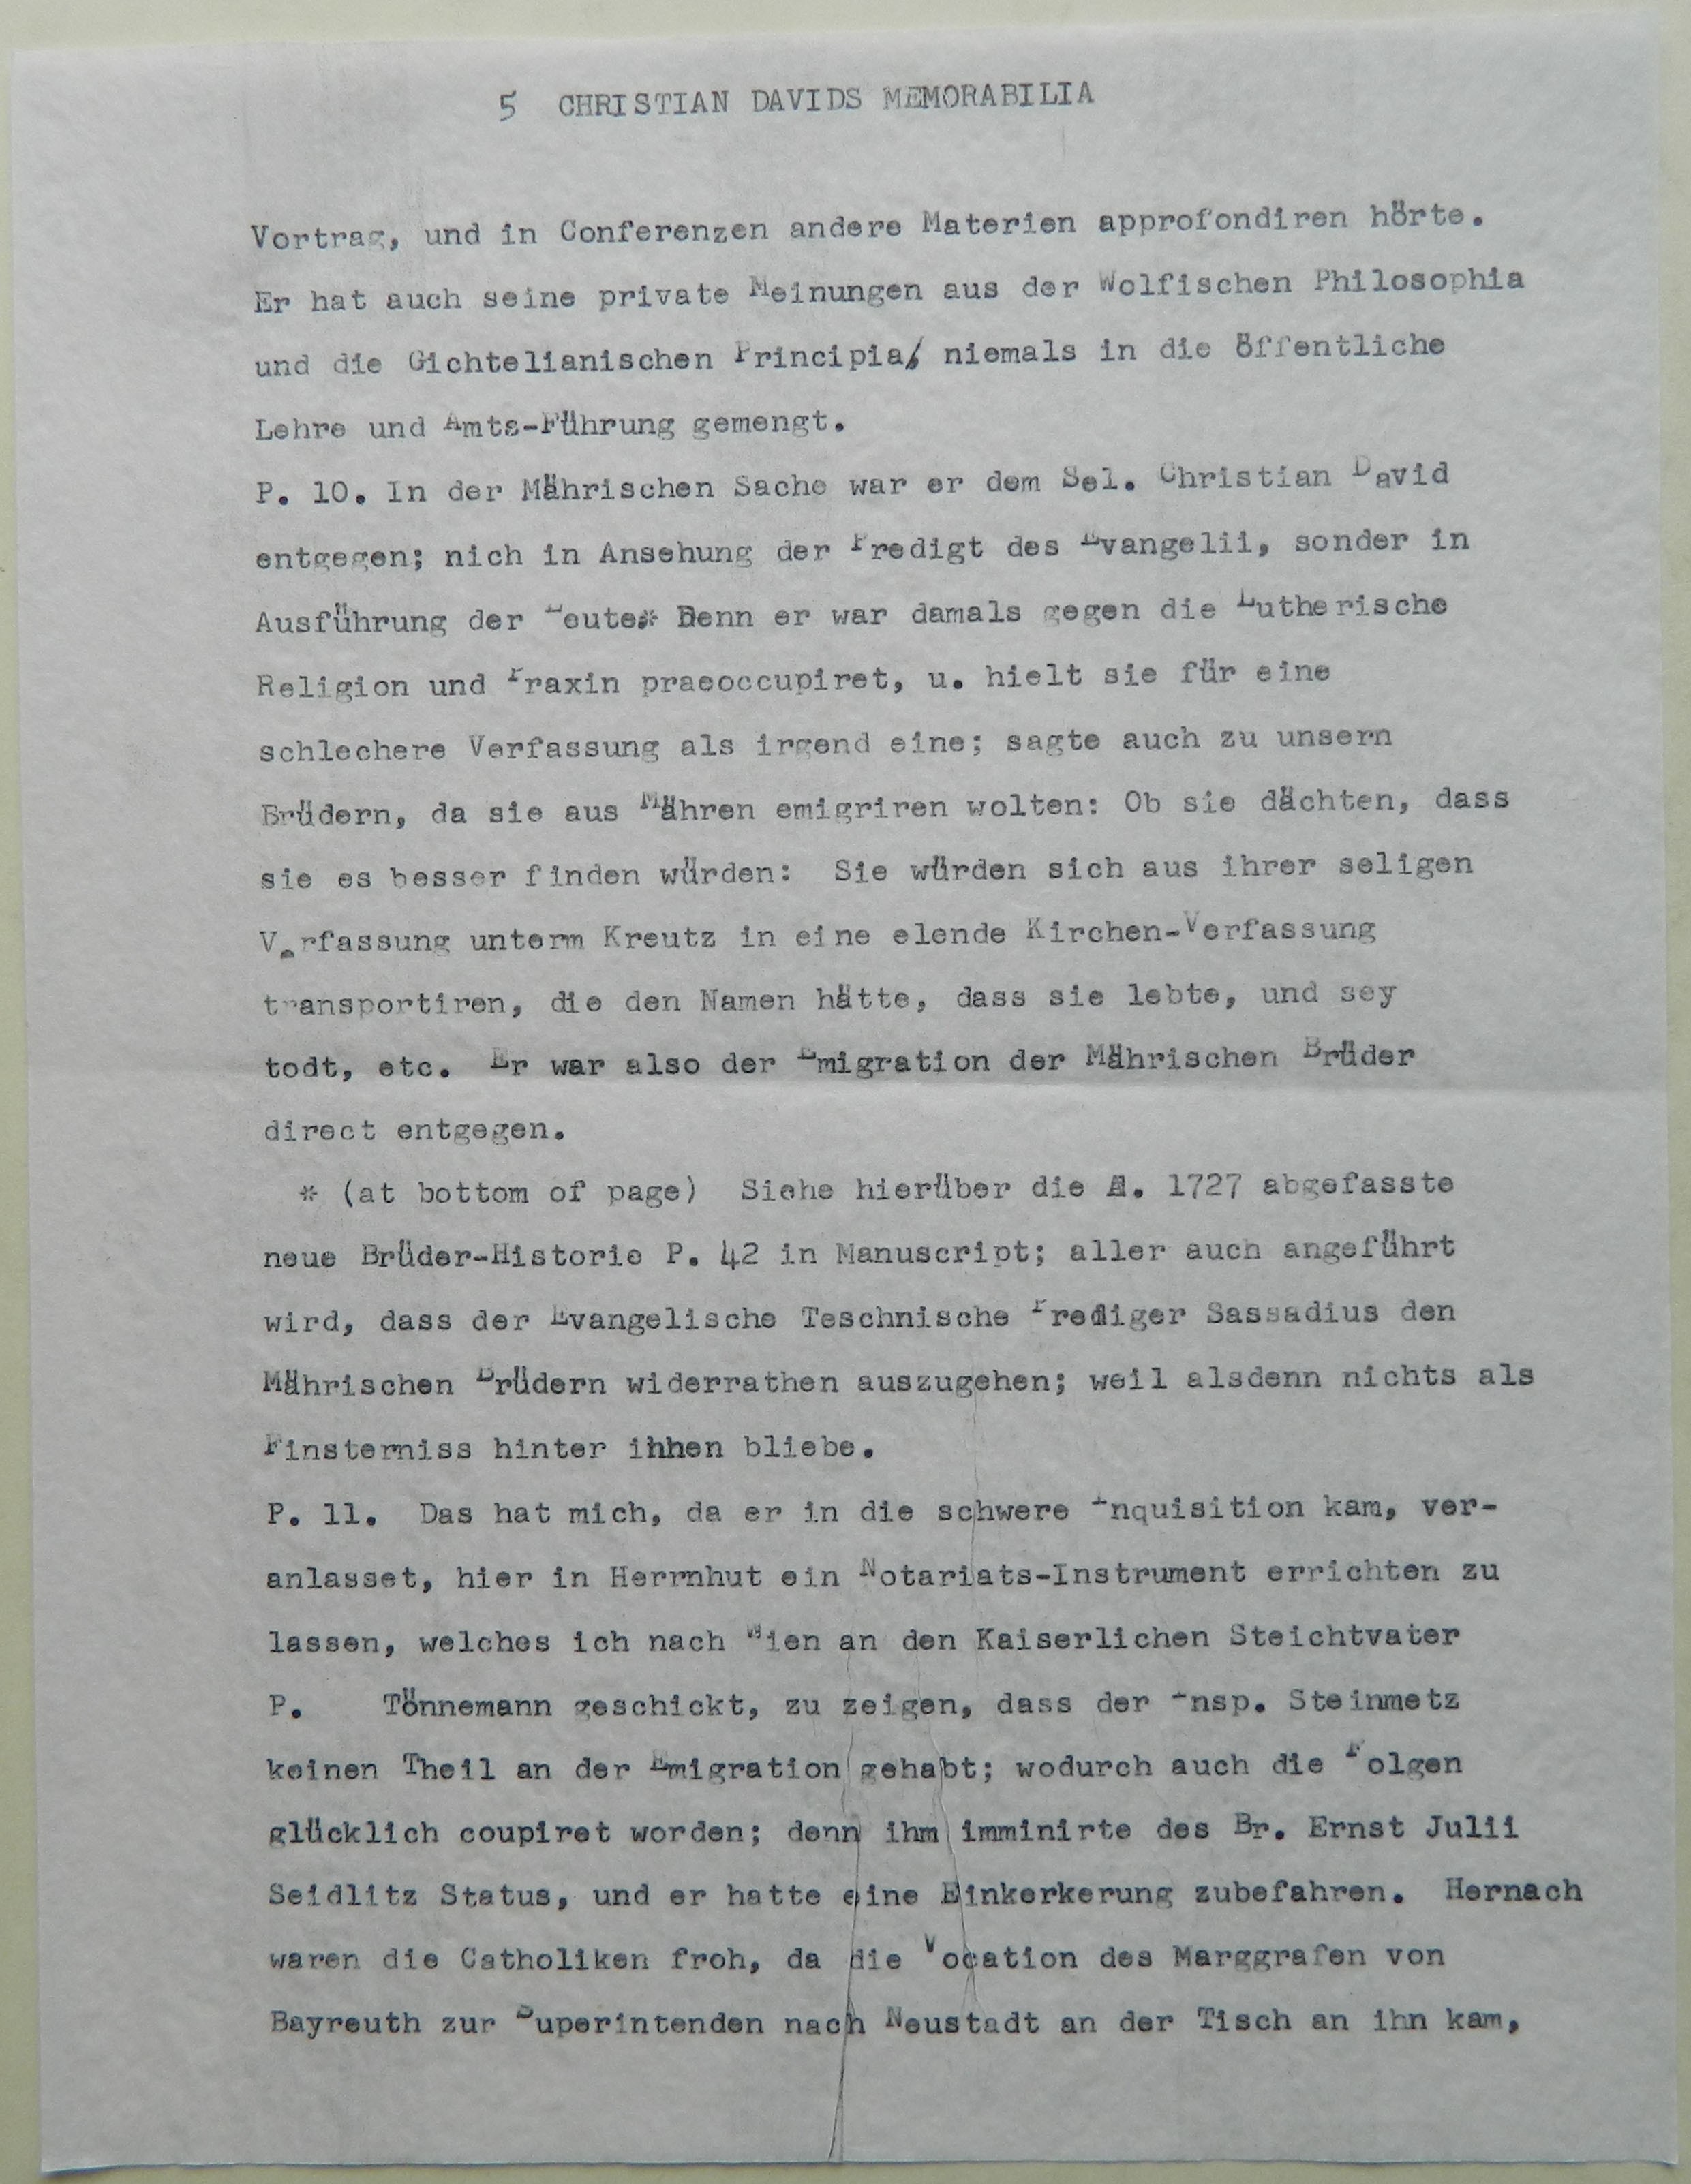 5 CHRISTIAN DAVIDS MEMORABILIA
Vortrag, und in Conferenzen andere Materien approfondiren hörte.
Er hat auch seine private Meinungen aus der Wolfischen Philosophia
und die Gichtelianischen Principia, niemals in die öffentliche
Lehre und Amts-Führung gemengt.
P. 10. In der Mährischen Sache war er dem Sel. Christian David
entgegen; nich in Ansehung der Predigt des Evangelii, sonder in
Ausführung der Leute.* Denn er war damals gegen die Lutherische
Religion und Praxin praeoccupiret, u. hielt sie für eine
schlechere Verfassung als irgend eine; sagte auch zu unsern
Brüdern, da sie aus Mähren emigriren wolten: Ob sie dächten, dass
sie es besser finden würden: Sie würden sich aus ihrer seligen
Verfassung unterm Kreutz in eine elende Kirchen-Verfassung
transportiren, die den Namen hätte, dass sie lebte, und sey
todt, etc. Er war also der Emigration der Mährischen Brüder
direct entgegen.
* (at bottom of page) Siehe hierüber die A. 1727 abgefasste
neue Brüder-Historie P. 42 in Manuscript; aller auch angeführt
wird, dass der Evangelische Teschnische Prediger Sassadius den
Mährischen Brüdern widerrathen auszugehen; weil alsdenn nichts als
Finsterniss hinter ihnen bliebe.
P. 11. Das hat mich, da er in die schwere Inquisition kam, ver-
anlasset, hier in Herrnhut ein Notariats-Instrument errichten zu
lassen, welches ich nach Wien an den Kaiserlichen Steichtvater
P. Tönnemann geschickt, zu zeigen, dass der Insp. Steinmetz
keinen Theil an der Emigration gehabt; wodurch auch die Folgen
glücklich coupiret worden; denn ihm imminirte des Br. Ernst Julii
Seidlitz Status, und er hatte eine Einkerkerung zubefahren. Hernach
waren die Catholiken froh, da die Vocation des Marggrafen von
Bayreuth zur Superintenden nach Neustadt an der Tisch an ihn kam,